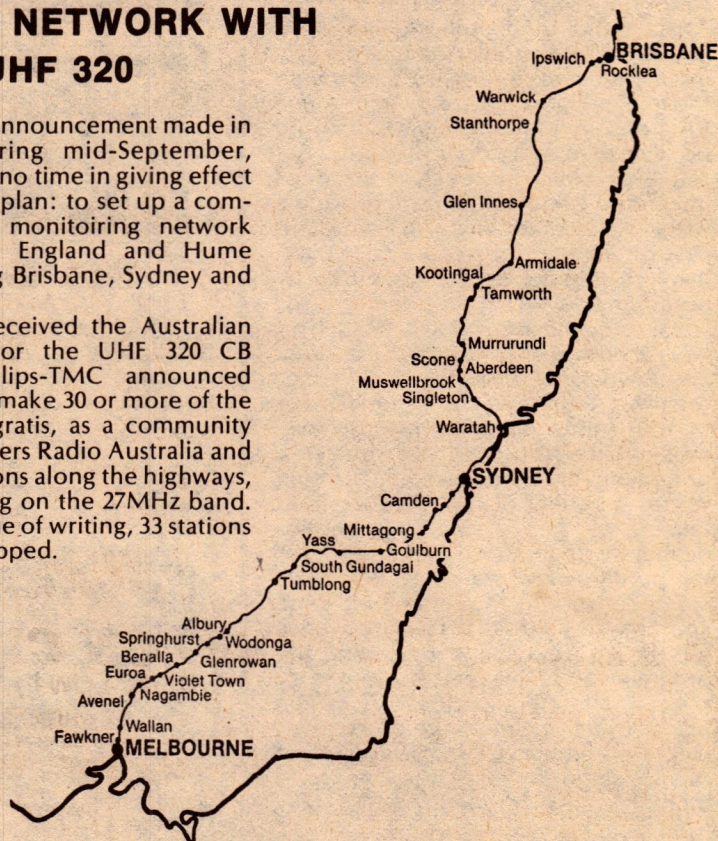 NETWORK WITH
UHF 320
nnouncement made in
ring mid-September,
no time in giving effect
plan: to set up a com-
monitoiring network
England and Hume
Brisbane, Sydney and
eceived the Australian
or the UHF 320 CB
lips-TMC announced
make 30 or more of the
gratis, as a community
ers Radio Australia and
ons along the highways,
g on the 27MHz band.
e of writing, 33 stations
pped.
Ipswich
BRISBANE
Rocklea
Warwick
Stanthorpe
Glen Innes
Armidale
Kootingal
Tamworth
Murrurundi
Scone
Aberdeen
Muswellbrook
Singleton
Waratah
SYDNEY
Camden
Mittagong
Yass
Goulburn
South Gundagai
Tumblong
Albury
Springhurst
Wodonga
Benalla
Glenrowan
Euroa
Violet Town
Avenel
Nagambie
Wallan
Fawkner
MELBOURNE